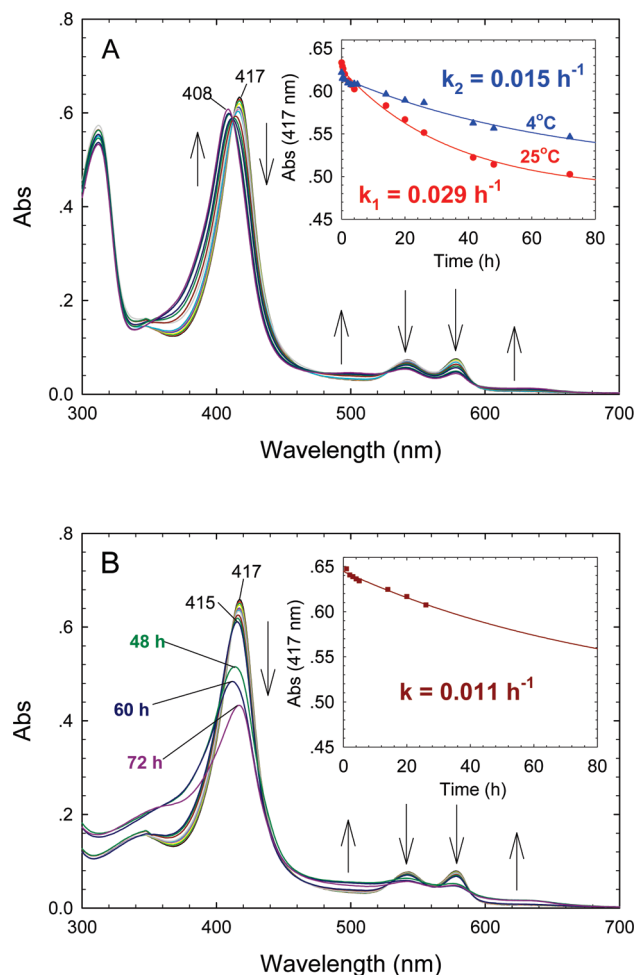 A
.8
.6
.4
.2
0.0
Abs
300
400
500
600
700
Wavelength (nm)
408
417
.65
.60
.55
.50
.45
Abs (417 nm)
k₂ = 0.015 h⁻¹
4°C
25°C
k₁ = 0.029 h⁻¹
0
20
40
60
80
Time (h)
B
.8
.6
.4
.2
0.0
Abs
300
400
500
600
700
Wavelength (nm)
417
415
48 h
60 h
72 h
.65
.60
.55
.50
.45
Abs (417 nm)
k = 0.011 h⁻¹
0
20
40
60
80
Time (h)